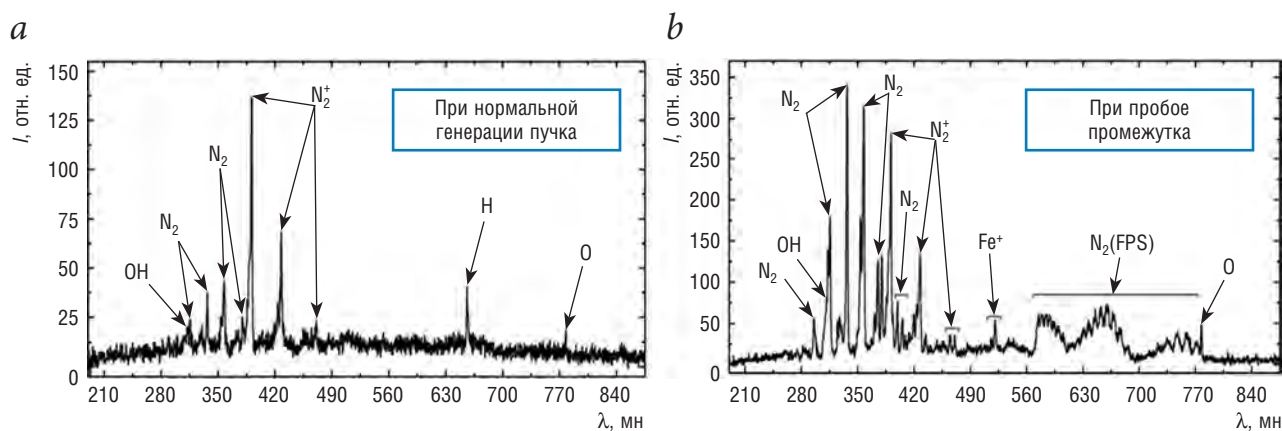 a
I, отн. ед.
150
125
100
75
50
25
0
210 280 350 420 490 560 630 700 770 840
λ, мн
При нормальной
генерации пучка
OH
N₂
N₂
N₂⁺
H
O
b
I, отн. ед.
350
300
250
200
150
100
50
0
210 280 350 420 490 560 630 700 770 840
λ, мн
При пробое
промежутка
N₂
OH
N₂
N₂
N₂⁺
N₂
Fe⁺
N₂(FPS)
O